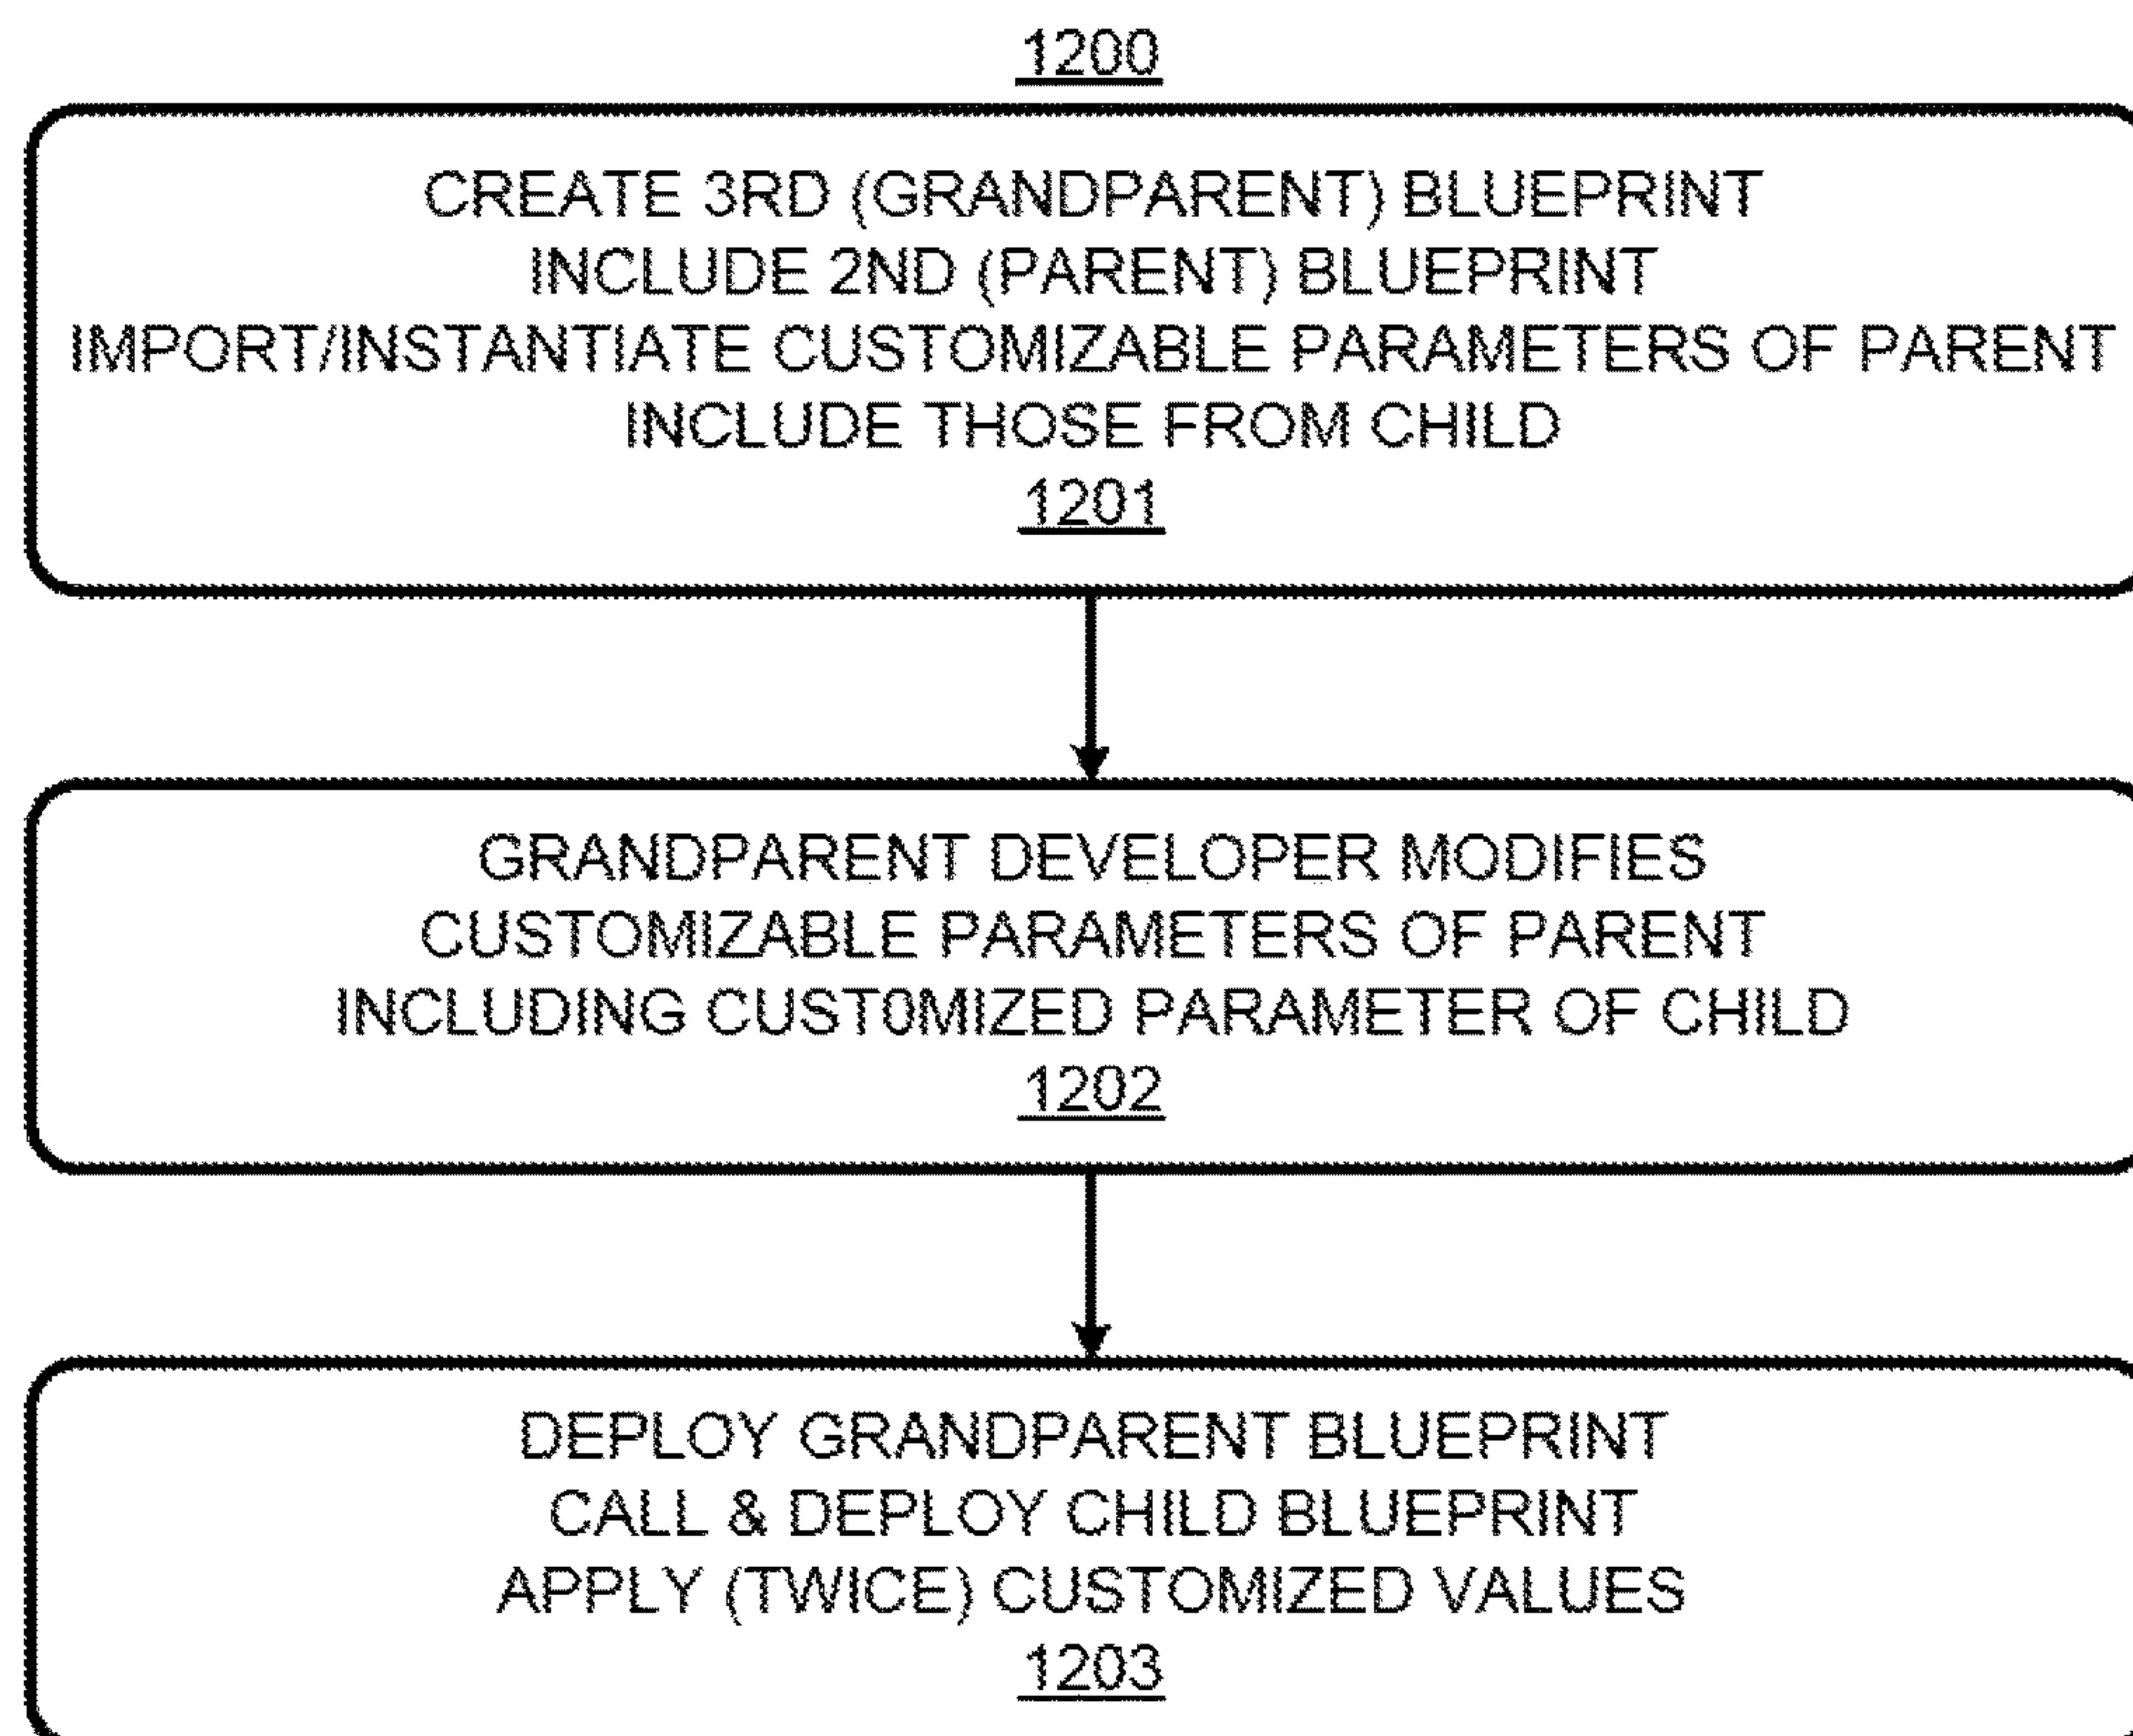 1200
CREATE 3RD (GRANDPARENT) BLUEPRINT
INCLUDE 2ND (PARENT) BLUEPRINT
IMPORT/INSTANTIATE CUSTOMIZABLE PARAMETERS OF PARENT
INCLUDE THOSE FROM CHILD
1201
GRANDPARENT DEVELOPER MODIFIES
CUSTOMIZABLE PARAMETERS OF PARENT
INCLUDING CUST0MIZED PARAMETER OF CHILD
1202
DEPLOY GRANDPARENT BLUEPRINT
CALL & DEPLOY CHILD BLUEPRINT
APPLY (TWICE) CUSTOMIZED VALUES
1203